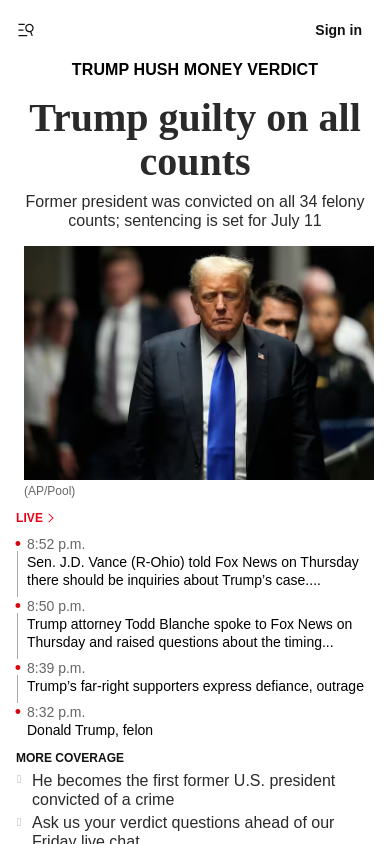 Sign in
TRUMP HUSH MONEY VERDICT
Trump guilty on all
counts
Former president was convicted on all 34 felony
counts; sentencing is set for July 11
(AP/Pool)
LIVE
8:52 p.m.
Sen. J.D. Vance (R-Ohio) told Fox News on Thursday
there should be inquiries about Trump’s case....
8:50 p.m.
Trump attorney Todd Blanche spoke to Fox News on
Thursday and raised questions about the timing...
8:39 p.m.
Trump’s far-right supporters express defiance, outrage
8:32 p.m.
Donald Trump, felon
MORE COVERAGE
He becomes the first former U.S. president
convicted of a crime
Ask us your verdict questions ahead of our
Friday live chat